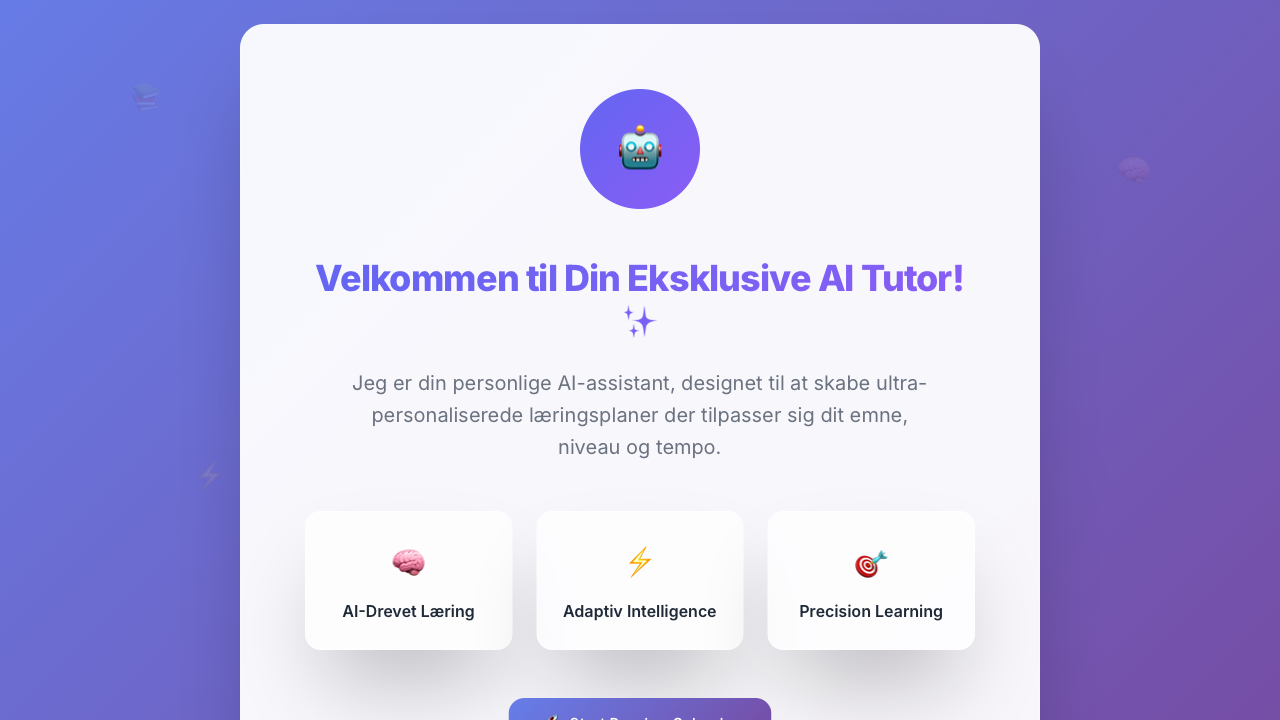 Velkommen til Din Eksklusive AI Tutor!
✨
Jeg er din personlige AI-assistant, designet til at skabe ultra-
personaliserede læringsplaner der tilpasser sig dit emne,
niveau og tempo.
AI-Drevet Læring
Adaptiv Intelligence
Precision Learning